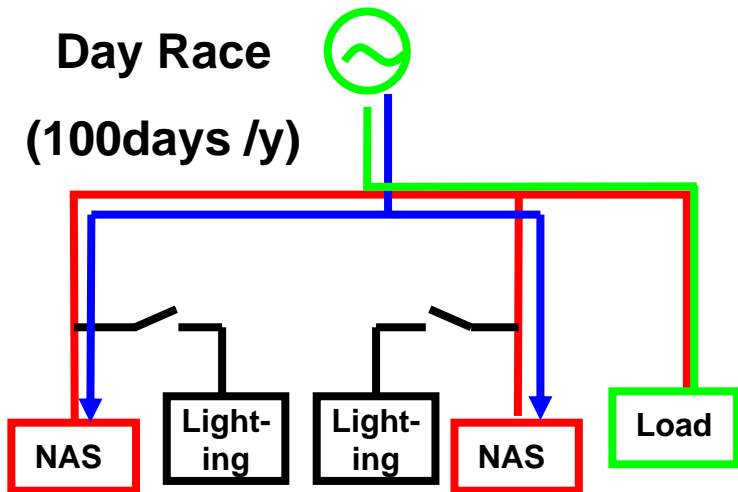 Day Race
(100days /y)
NAS
Light-
ing
Light-
ing
NAS
Load